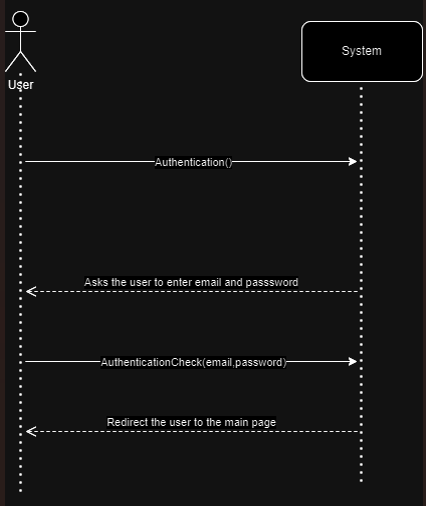 System
User
Authentication()
Asks the user to enter email and passsword
AuthenticationCheck(email,password)
Redirect the user to the main page